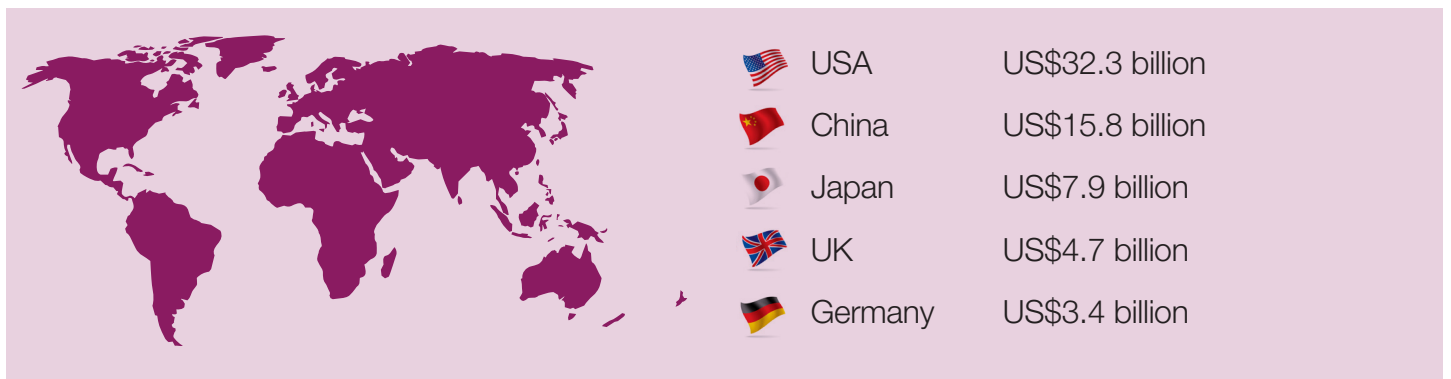 USA US$32.3 billion
China US$15.8 billion
Japan US$7.9 billion
UK US$4.7 billion
Germany US$3.4 billion